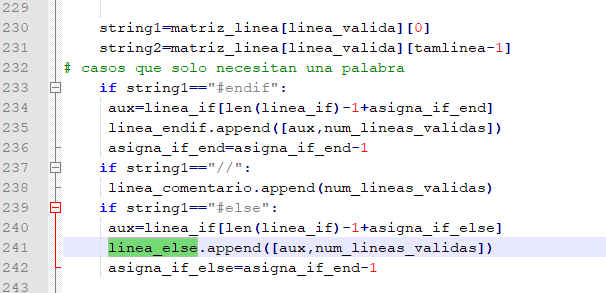 229
230 string1=matriz_linea[linea_valida][0]
231 string2=matriz_linea[linea_valida][tamlinea-1]
232 # casos que solo necesitan una palabra
233 if string1=="#endif":
234 aux=linea_if[len(linea_if)-1+asigna_if_end]
235 linea_endif.append([aux,num_lineas_validas])
236 asigna_if_end=asigna_if_end-1
237 if string1=="//":
238 linea_comentario.append(num_lineas_validas)
239 if string1=="#else":
240 aux=linea_if[len(linea_if)-1+asigna_if_else]
241 linea_else.append([aux,num_lineas_validas])
242 asigna_if_else=asigna_if_end-1
243